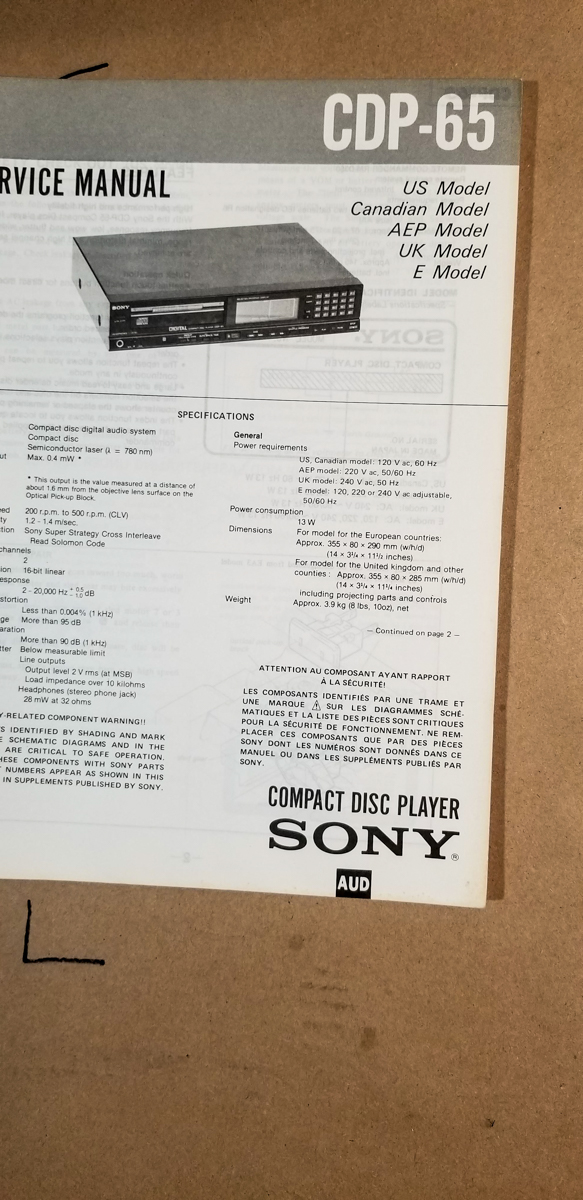 CDP-65
RVICE MANUAL
US Model
Canadian Model
AEP Model
UK Model
E Model
SONY
DIGITAL
SPECIFICATIONS
Compact disc digital audio system
Compact disc
Semiconductor laser (λ = 780 nm)
ut Max. 0.4 mW *
* This output is the value measured at a distance of
about 1.6 mm from the objective lens surface on the
Optical Pick-up Block.
ed 200 r.p.m. to 500 r.p.m. (CLV)
ty 1.2 - 1.4 m/sec.
ction Sony Super Strategy Cross Interleave
Read Solomon Code
channels
2
ion 16-bit linear
esponse
2 - 20,000 Hz + 0.5 - 1.0 dB
stortion
Less than 0.004% (1 kHz)
ge More than 95 dB
aration
More than 90 dB (1 kHz)
tter Below measurable limit
Line outputs
Output level 2 V rms (at MSB)
Load impedance over 10 kilohms
Headphones (stereo phone jack)
28 mW at 32 ohms
Y-RELATED COMPONENT WARNING!!
S IDENTIFIED BY SHADING AND MARK
E SCHEMATIC DIAGRAMS AND IN THE
ARE CRITICAL TO SAFE OPERATION.
HESE COMPONENTS WITH SONY PARTS
T NUMBERS APPEAR AS SHOWN IN THIS
IN SUPPLEMENTS PUBLISHED BY SONY.
General
Power requirements
US, Canadian model: 120 V ac, 60 Hz
AEP model: 220 V ac, 50/60 Hz
UK model: 240 V ac, 50 Hz
E model: 120, 220 or 240 V ac adjustable,
50/60 Hz
Power consumption
13 W
Dimensions For model for the European countries:
Approx. 355 × 80 × 290 mm (w/h/d)
(14 × 3¼ × 11½ inches)
For model for the United kingdom and other
counties : Approx. 355 × 80 × 285 mm (w/h/d)
(14 × 3¼ × 11¼ inches)
including projecting parts and controls
Weight Approx. 3.9 kg (8 lbs, 10oz), net
— Continued on page 2 —
ATTENTION AU COMPOSANT AYANT RAPPORT
À LA SÉCURITÉ!
LES COMPOSANTS IDENTIFIÉS PAR UNE TRAME ET
UNE MARQUE ⚠ SUR LES DIAGRAMMES SCHÉ-
MATIQUES ET LA LISTE DES PIÈCES SONT CRITIQUES
POUR LA SÉCURITÉ DE FONCTIONNEMENT. NE REM-
PLACER CES COMPOSANTS QUE PAR DES PIÈCES
SONY DONT LES NUMÉROS SONT DONNÉS DANS CE
MANUEL OU DANS LES SUPPLÉMENTS PUBLIÉS PAR
SONY.
COMPACT DISC PLAYER
SONY®
AUD